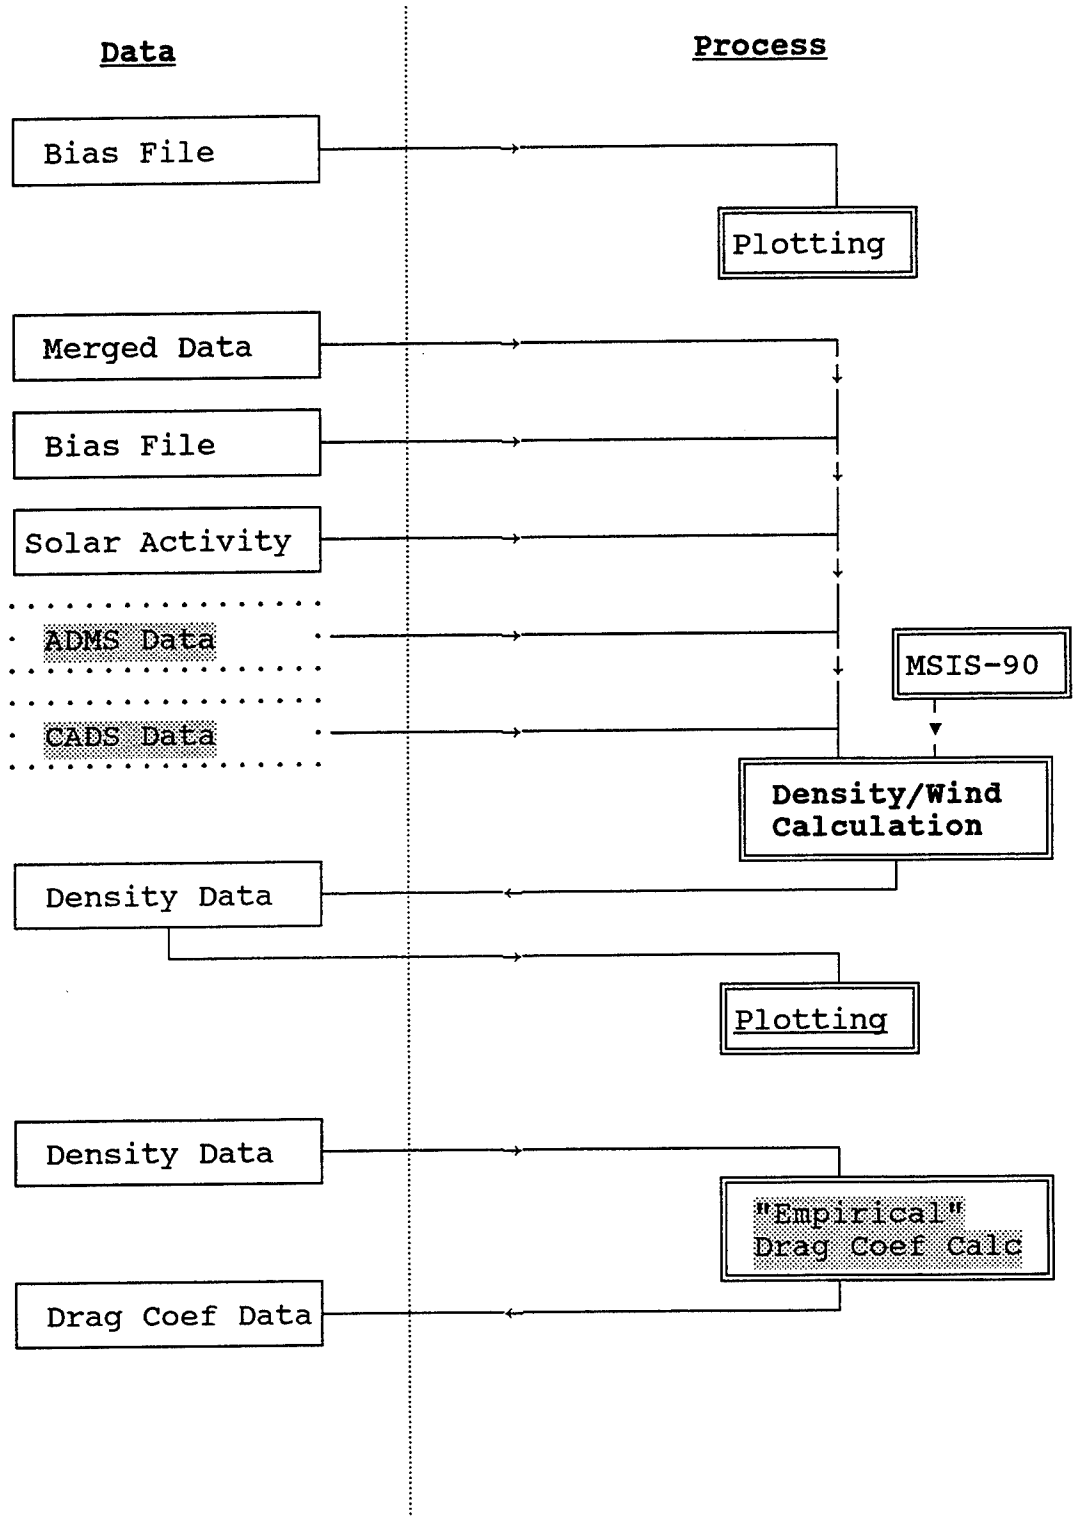 Data
Process
Bias File
Plotting
Merged Data
Bias File
Solar Activity
ADMS Data
MSIS-90
CADS Data
Density/Wind
Calculation
Density Data
Plotting
Density Data
"Empirical"
Drag Coef Calc
Drag Coef Data